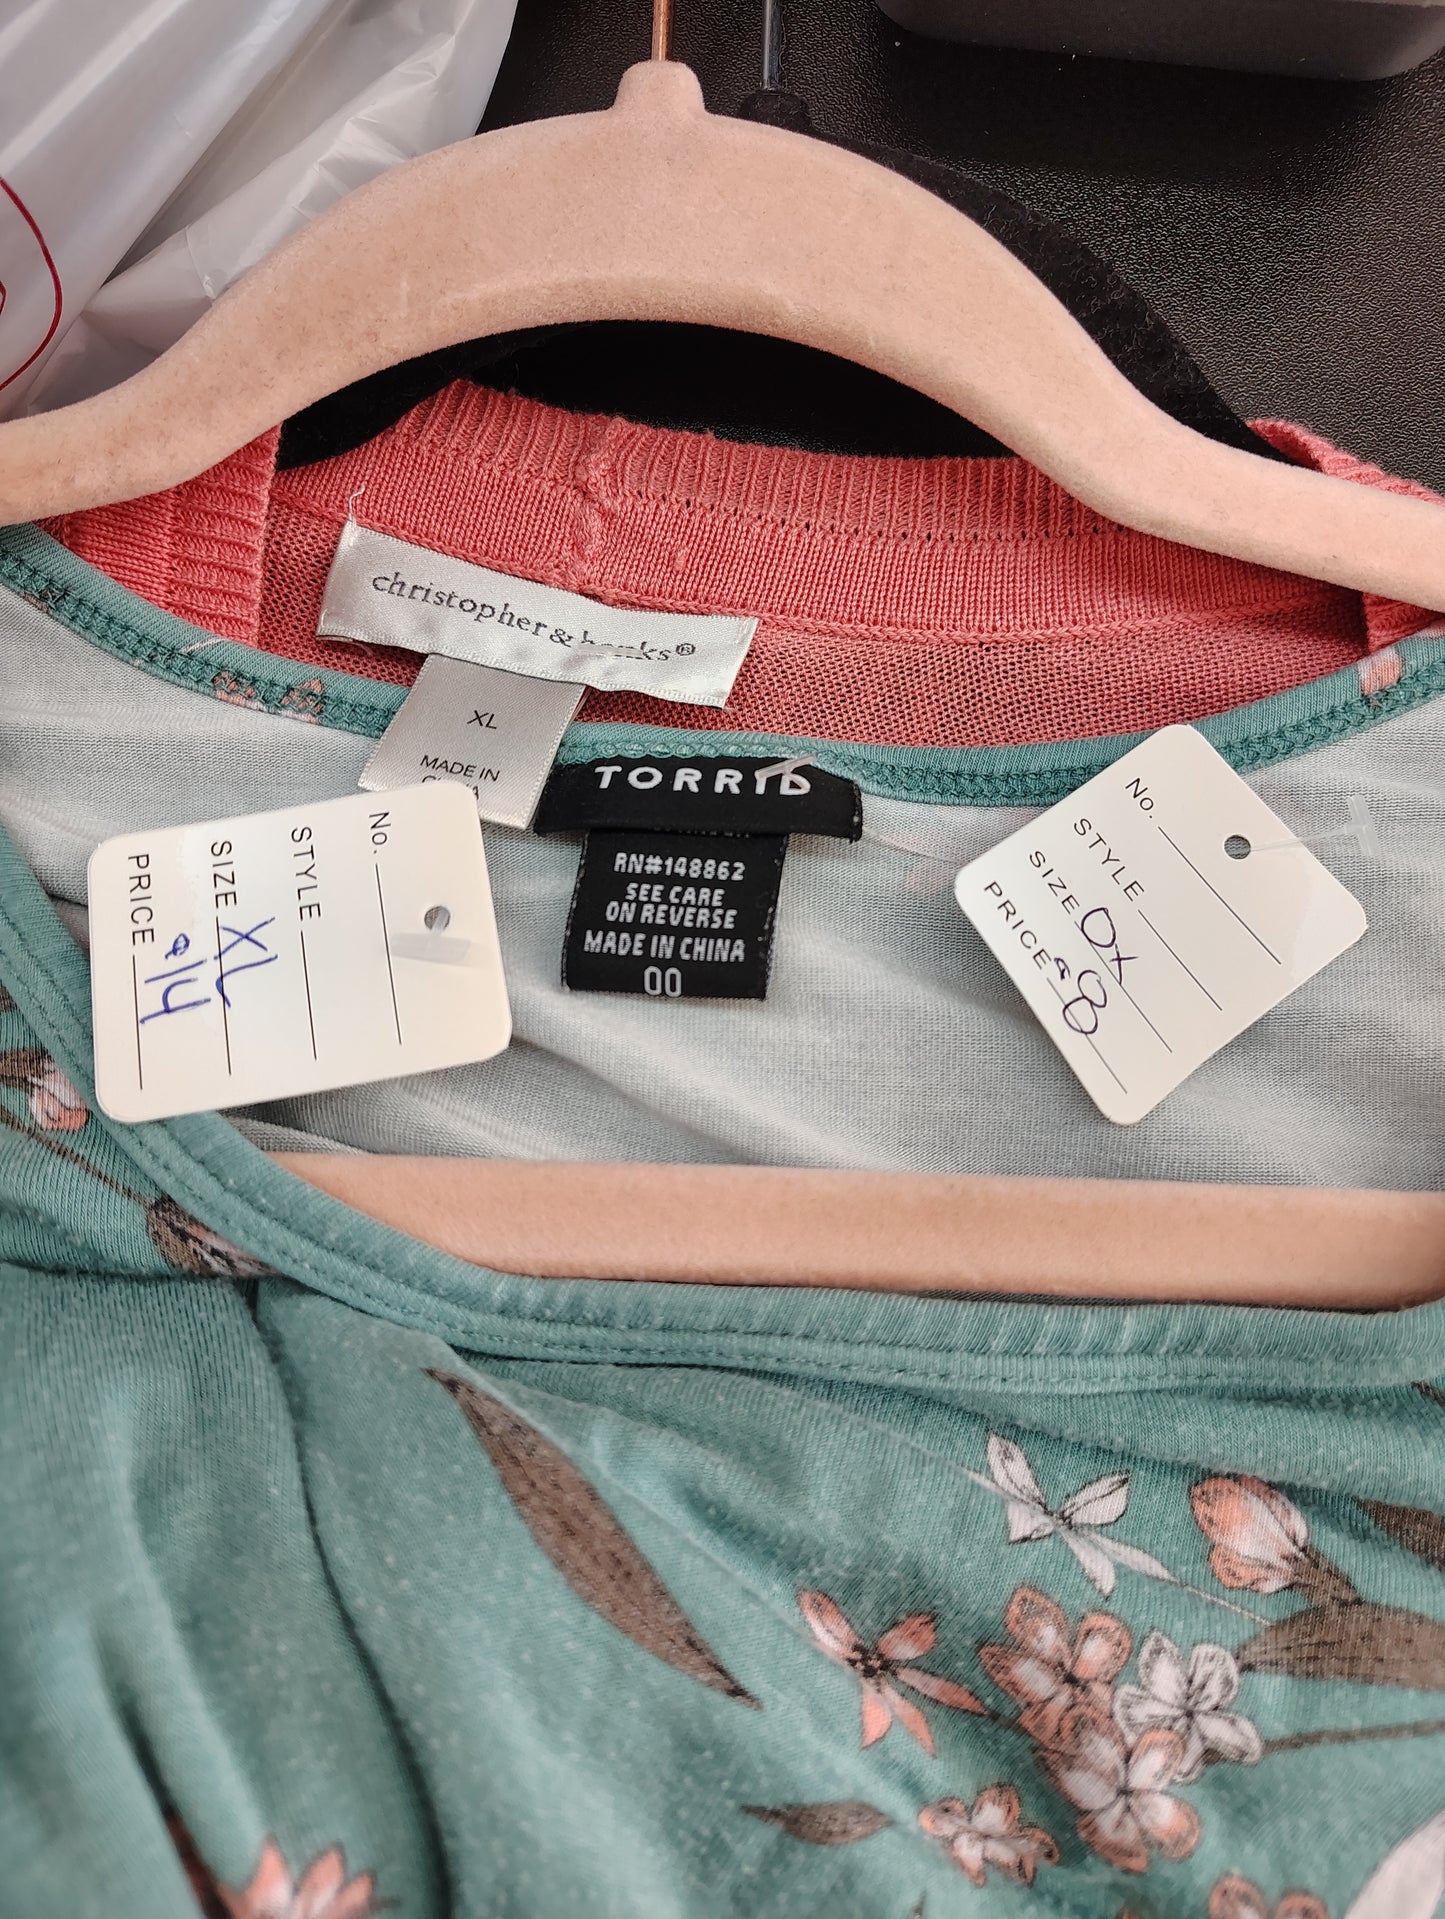 christopher & banks®
XL
MADE IN
TORRID
RN#148862
SEE CARE
ON REVERSE
MADE IN CHINA
00
No.
STYLE
SIZE XL
PRICE
14
No.
STYLE
SIZE 0X
PRICE
8